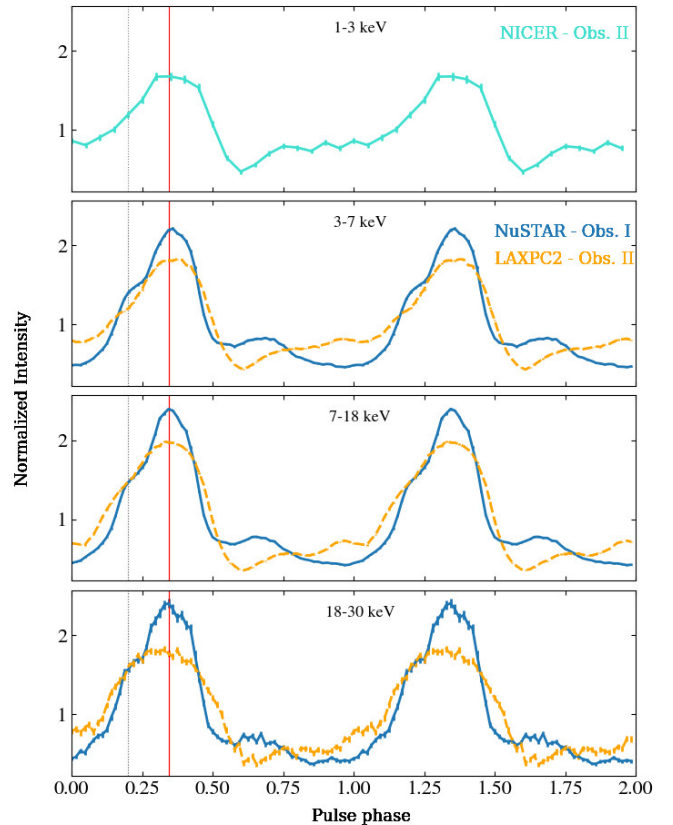 1-3 keV
NICER - Obs. II
2
1
3-7 keV
NuSTAR - Obs. I
LAXPC2 - Obs. II
2
1
Normalized Intensity
7-18 keV
2
1
18-30 keV
2
1
0.00 0.25 0.50 0.75 1.00 1.25 1.50 1.75 2.00
Pulse phase